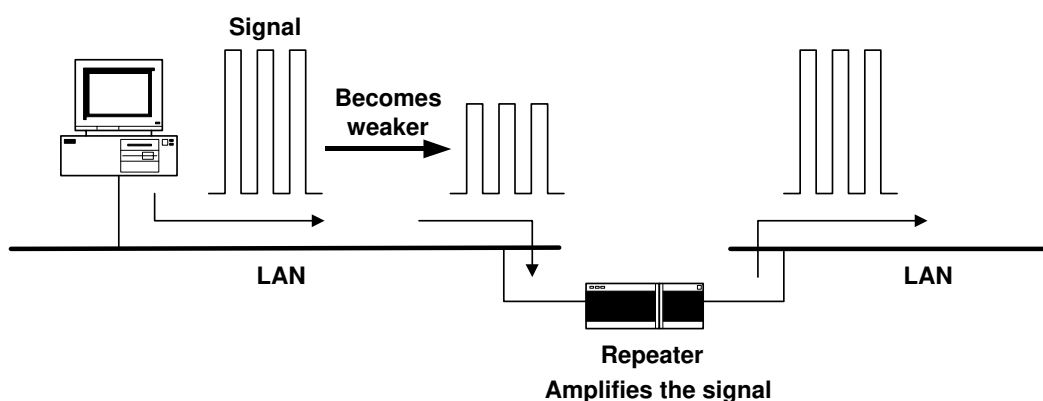 Signal
Becomes
weaker
LAN
LAN
Repeater
Amplifies the signal